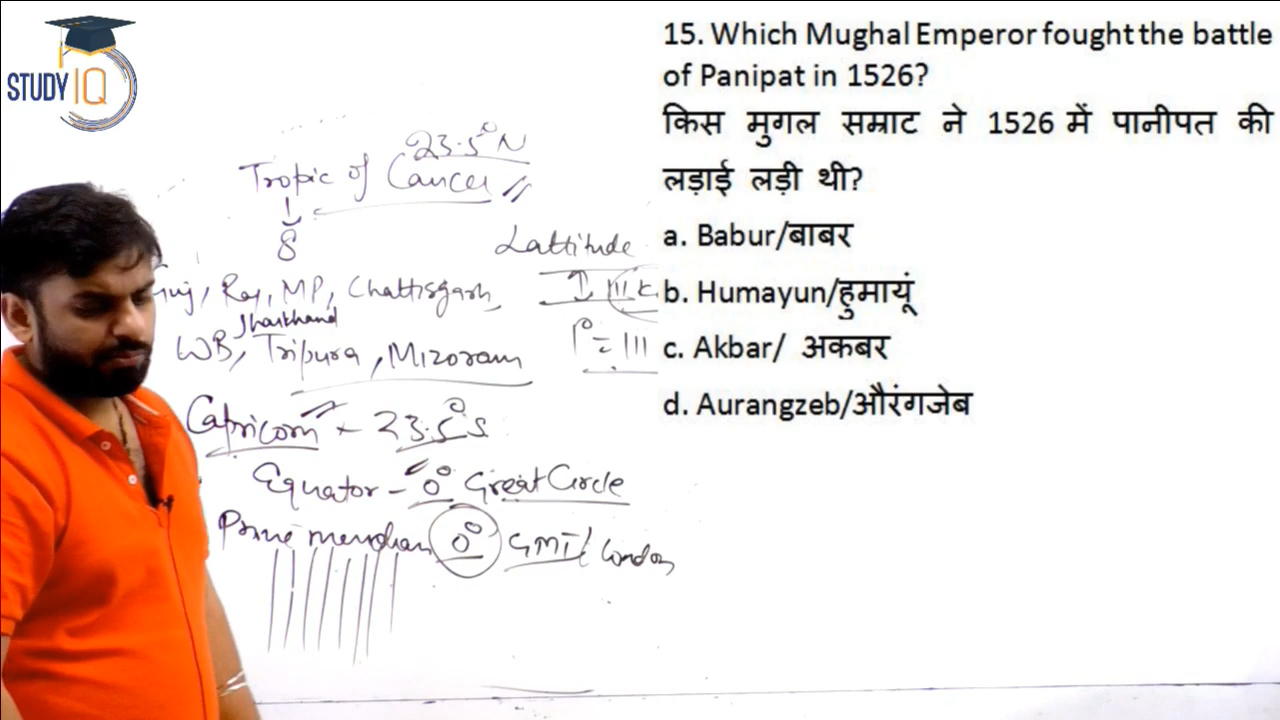 STUDY IQ
15. Which Mughal Emperor fought the battle
of Panipat in 1526?
किस मुगल सम्राट ने 1526 में पानीपत की
लड़ाई लड़ी थी?
a. Babur/बाबर
b. Humayun/हुमायूं
c. Akbar/ अकबर
d. Aurangzeb/औरंगजेब
23.5°N
Tropic of Cancer
8
Lattitude
Guj, Raj, MP, Chattisgarh,
Jharkhand
WB, Tripura, Mizoram
1° = 111
Capricorn - 23.5°S
Equator - 0° Great Circle
Prime meridian 0° GMT/ London